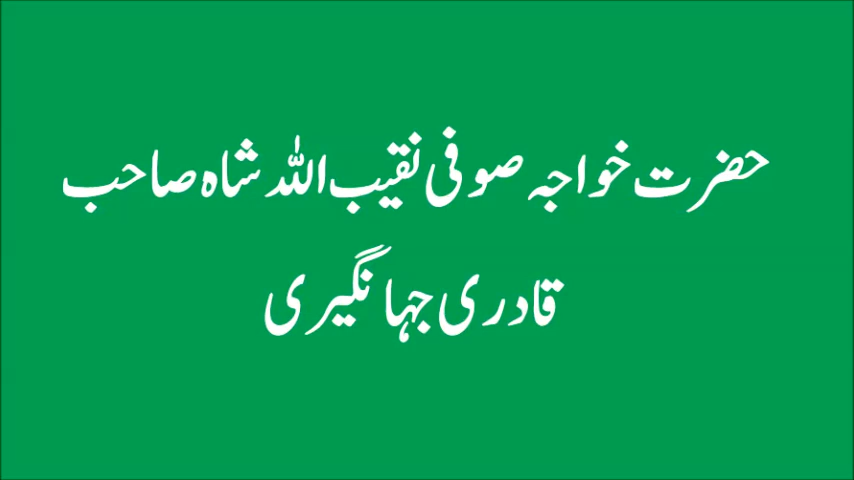 حضرت خواجہ صوفی نقیب اللہ شاہ صاحب
قادری جہانگیری